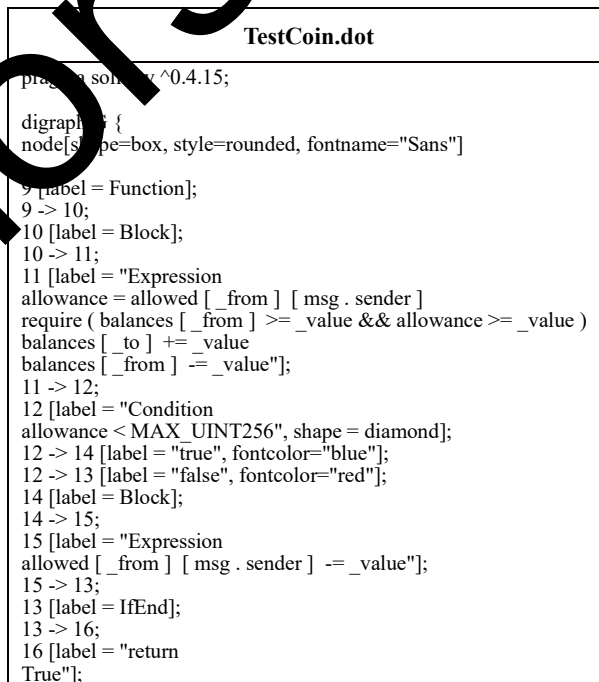 TestCoin.dot
^0.4.15;
{
node[shape=box, style=rounded, fontname="Sans"]
9 [label = Function];
9 -> 10;
10 [label = Block];
10 -> 11;
11 [label = "Expression
allowance = allowed [ _from ] [ msg . sender ]
require ( balances [ _from ] >= _value && allowance >= _value )
balances [ _to ] += _value
balances [ _from ] -= _value"];
11 -> 12;
12 [label = "Condition
allowance < MAX_UINT256", shape = diamond];
12 -> 14 [label = "true", fontcolor="blue"];
12 -> 13 [label = "false", fontcolor="red"];
14 [label = Block];
14 -> 15;
15 [label = "Expression
allowed [ _from ] [ msg . sender ] -= _value"];
15 -> 13;
13 [label = IfEnd];
13 -> 16;
16 [label = "return
True"];